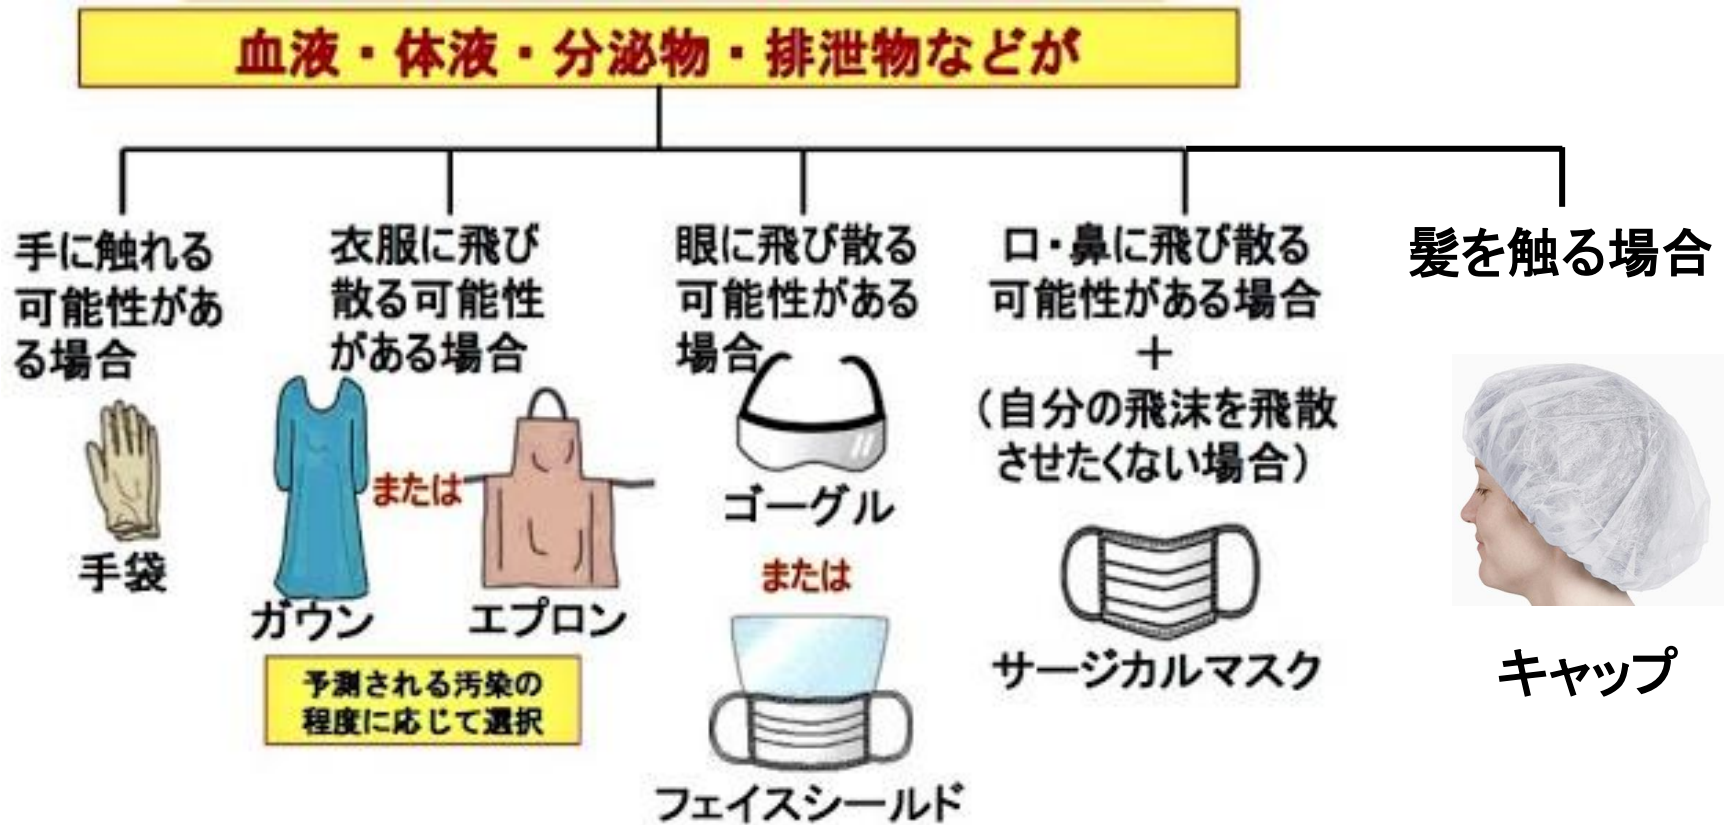 血液・体液・分泌物・排泄物などが
手に触れる
可能性があ
る場合
手袋
衣服に飛び
散る可能性
がある場合
または
ガウン
エプロン
予測される汚染の
程度に応じて選択
眼に飛び散る
可能性がある
場合
ゴーグル
または
フェイスシールド
口・鼻に飛び散る
可能性がある場合
＋
（自分の飛沫を飛散
させたくない場合）
サージカルマスク
髪を触る場合
キャップ